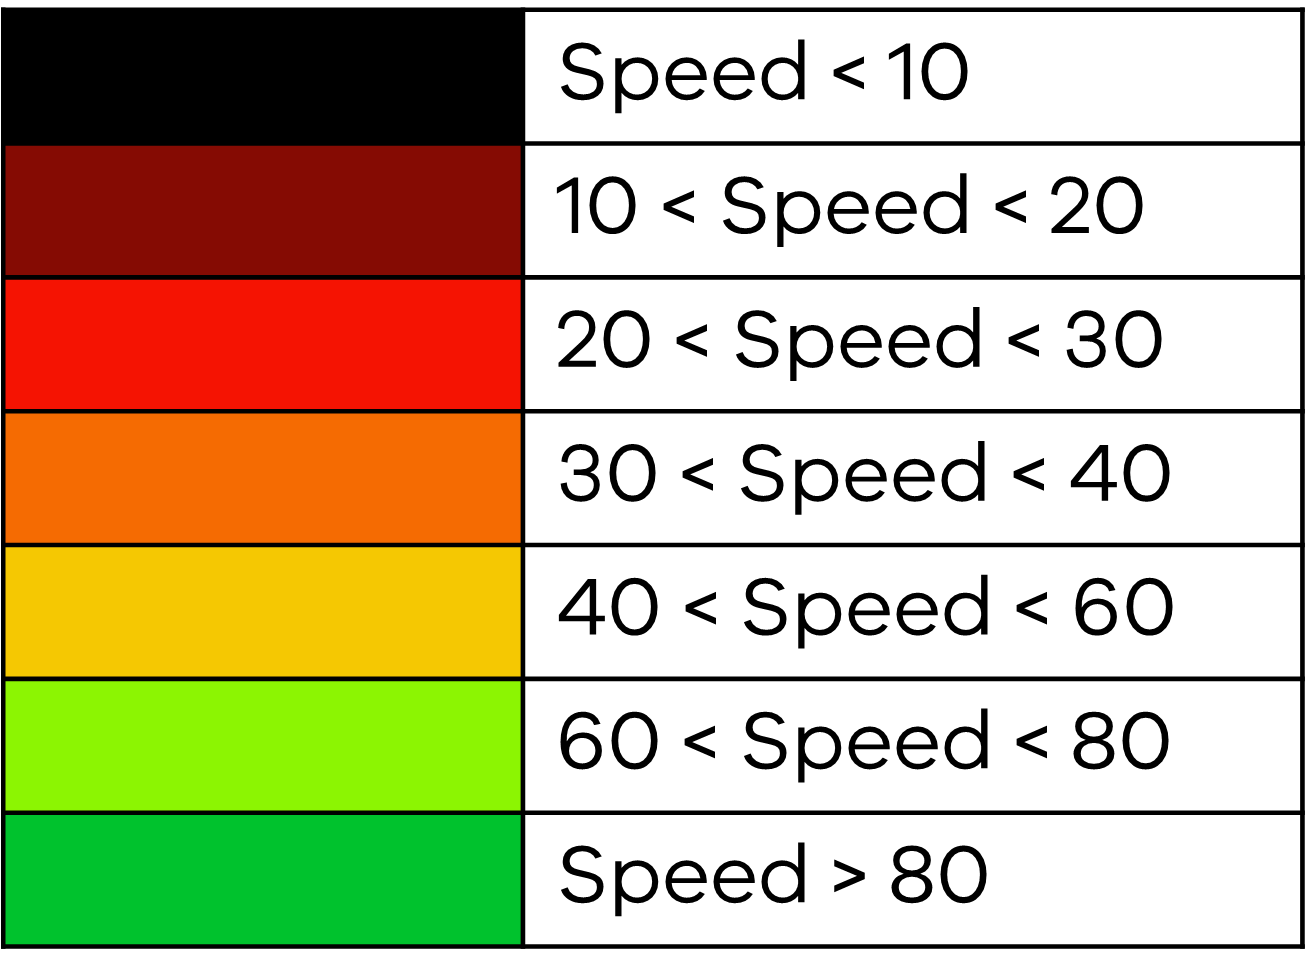 Speed < 10
10 < Speed < 20
20 < Speed < 30
30 < Speed < 40
40 < Speed < 60
60 < Speed < 80
Speed > 80